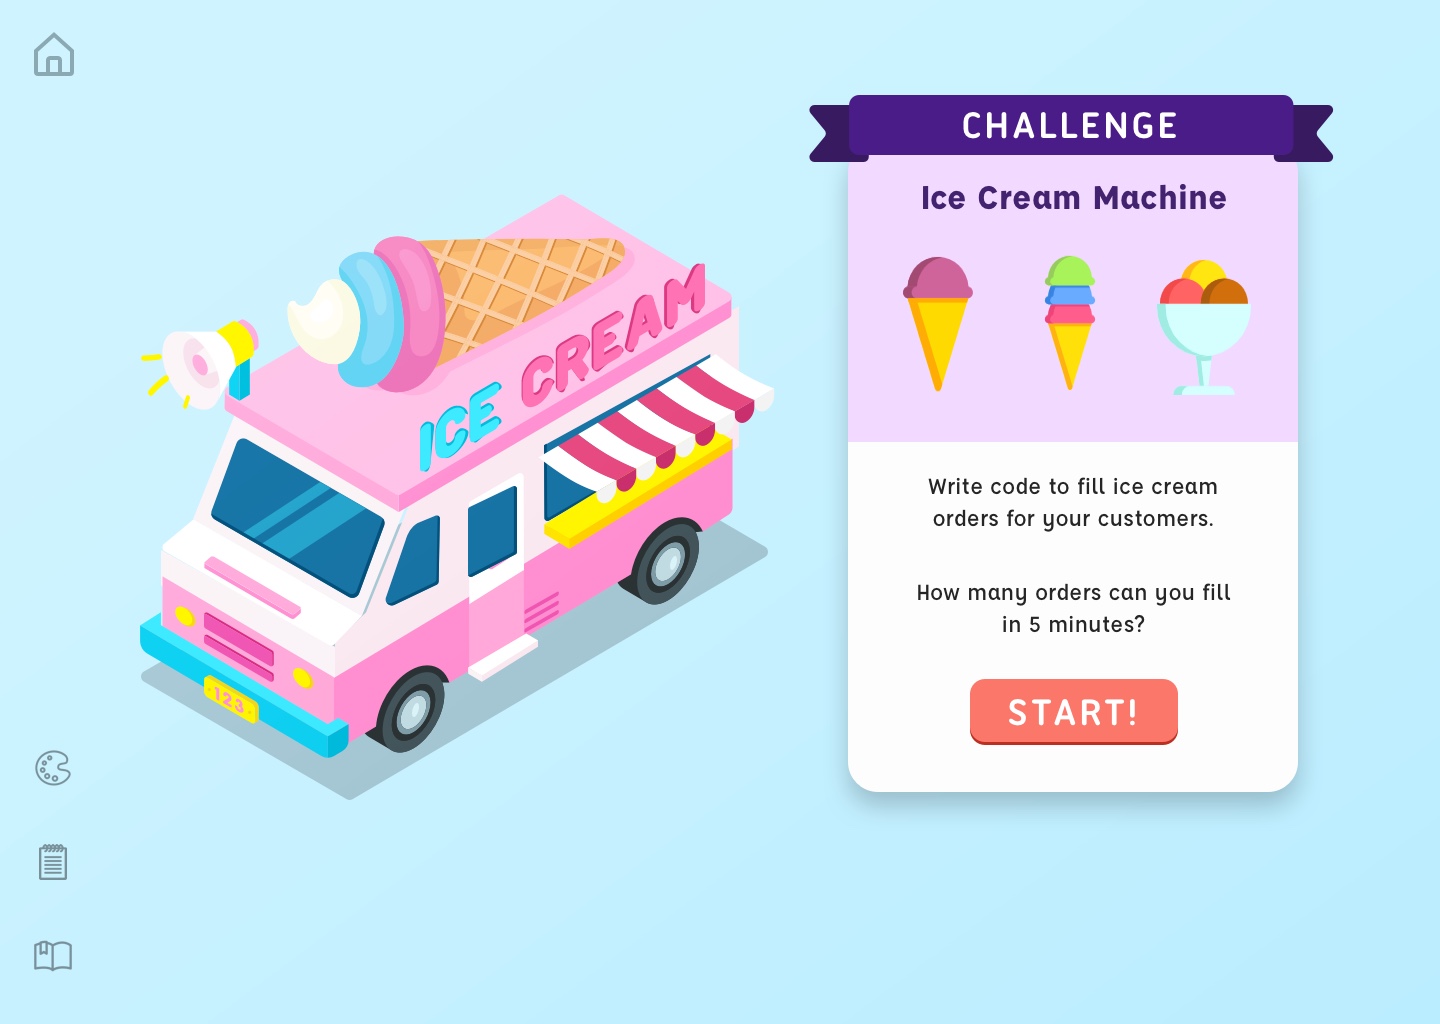 CHALLENGE
Ice Cream Machine
ICE CREAM
123
Write code to fill ice cream
orders for your customers.
How many orders can you fill
in 5 minutes?
START!